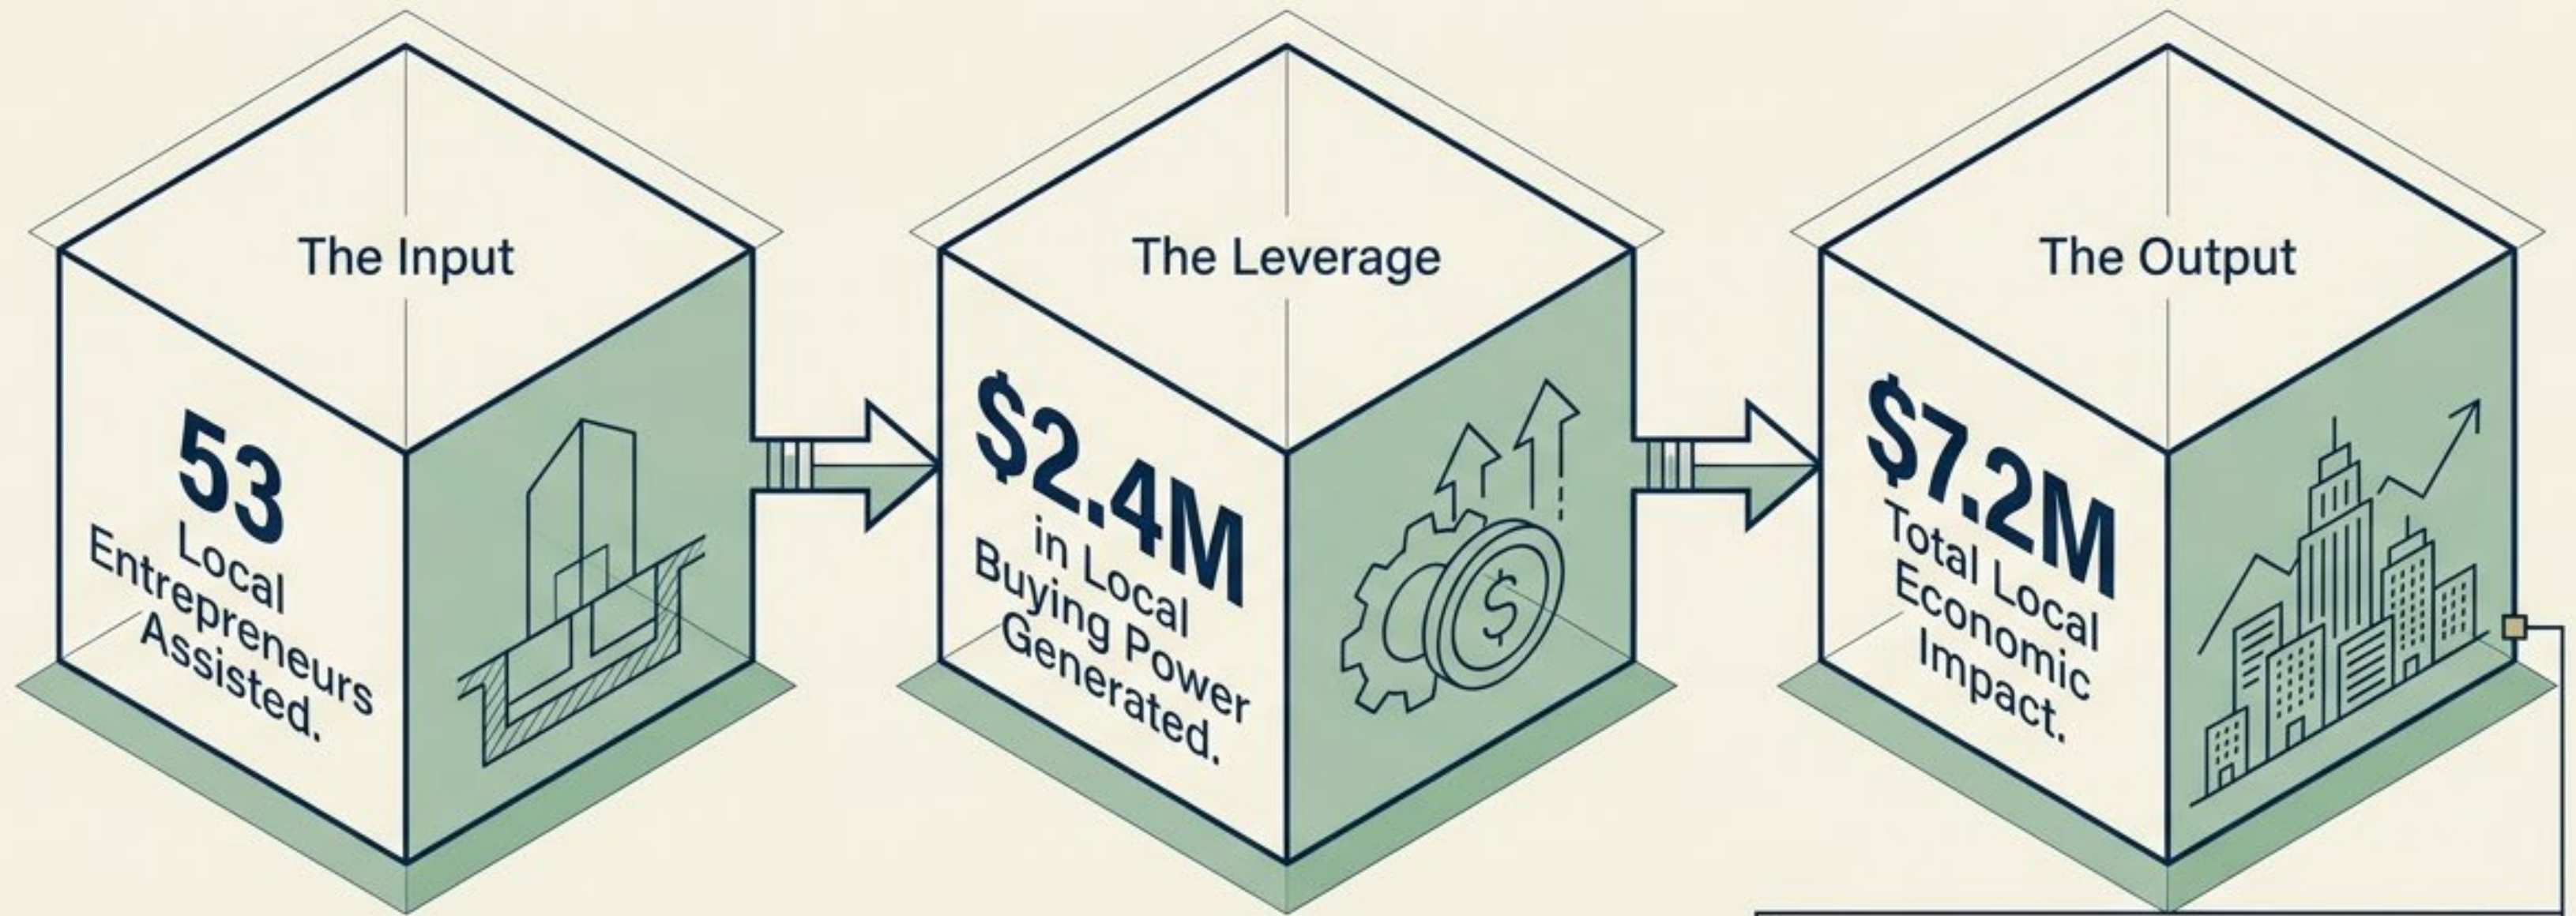 The Input
53
Local
Entrepreneurs
Assisted.
The Leverage
$2.4M
in Local
Buying Power
Generated.
$
The Output
$7.2M
Total Local
Economic
Impact.